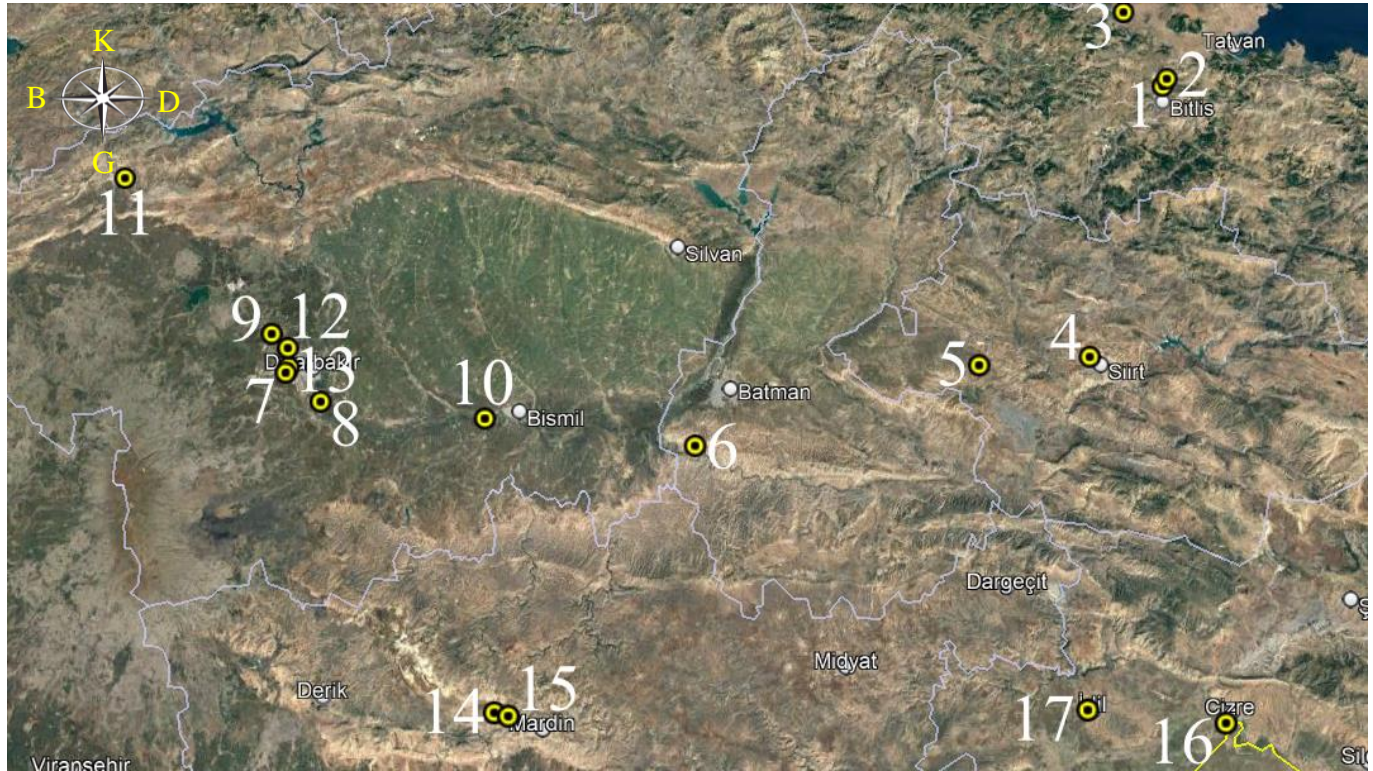 K
3
Tatvan
B
D
2
1
Bitlis
G
11
Silvan
9
12
4
5
Siirt
7
13
8
10
Bismil
Batman
6
Dargeçit
Midyat
Derik
14
15
Mardin
17
Cizre
16
Viranşehir